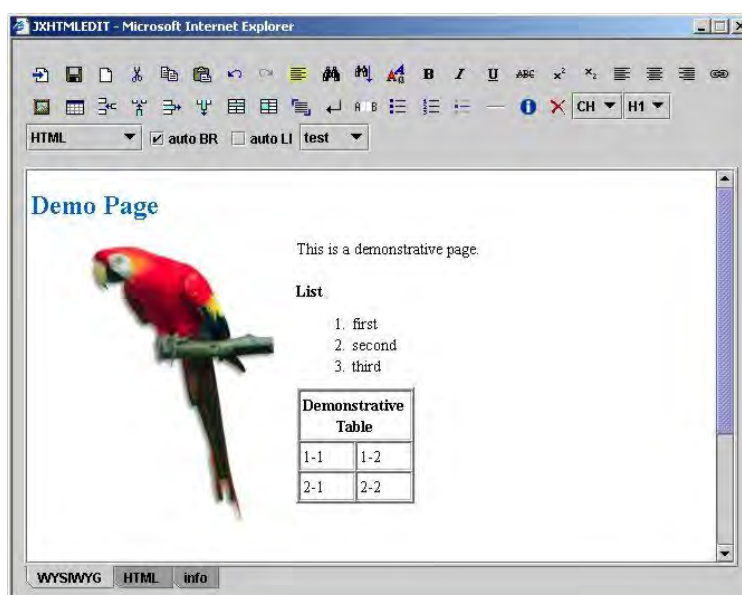 JXHTMLEDIT - Microsoft Internet Explorer
B I U ABC x² ×₂
A B CH H1
HTML auto BR auto LI test
Demo Page
This is a demonstrative page.
List
1. first
2. second
3. third
Demonstrative
Table
1-1 1-2
2-1 2-2
WYSIWYG HTML info